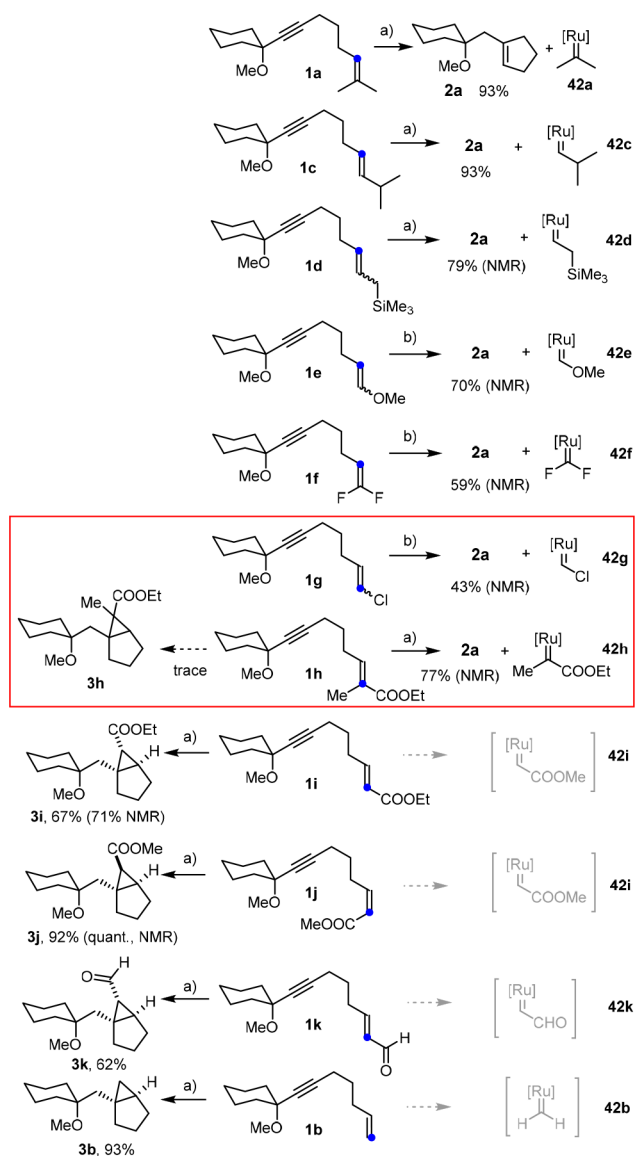 a)
[Ru]
+
MeO
MeO
1a
2a 93%
42a
a)
2a
+
[Ru]
42c
MeO
1c
93%
a)
2a
+
[Ru]
42d
MeO
1d
79% (NMR)
SiMe3
SiMe3
b)
2a
+
[Ru]
42e
MeO
1e
OMe
70% (NMR)
OMe
b)
2a
+
[Ru]
42f
MeO
1f
F F
59% (NMR)
F F
b)
2a
+
[Ru]
42g
MeO
1g
Cl
43% (NMR)
Cl
Me
COOEt
MeO
3h
trace
MeO
1h
Me
COOEt
a)
2a
+
[Ru]
42h
77% (NMR)
Me
COOEt
COOEt
H
a)
MeO
3i, 67% (71% NMR)
MeO
1i
COOEt
[Ru]
COOMe
42i
COOMe
H
a)
MeO
3j, 92% (quant., NMR)
MeO
1j
MeOOC
[Ru]
COOMe
42i
H
O
H
a)
MeO
3k, 62%
MeO
1k
H
O
[Ru]
CHO
42k
H
a)
MeO
3b, 93%
MeO
1b
[Ru]
H H
42b